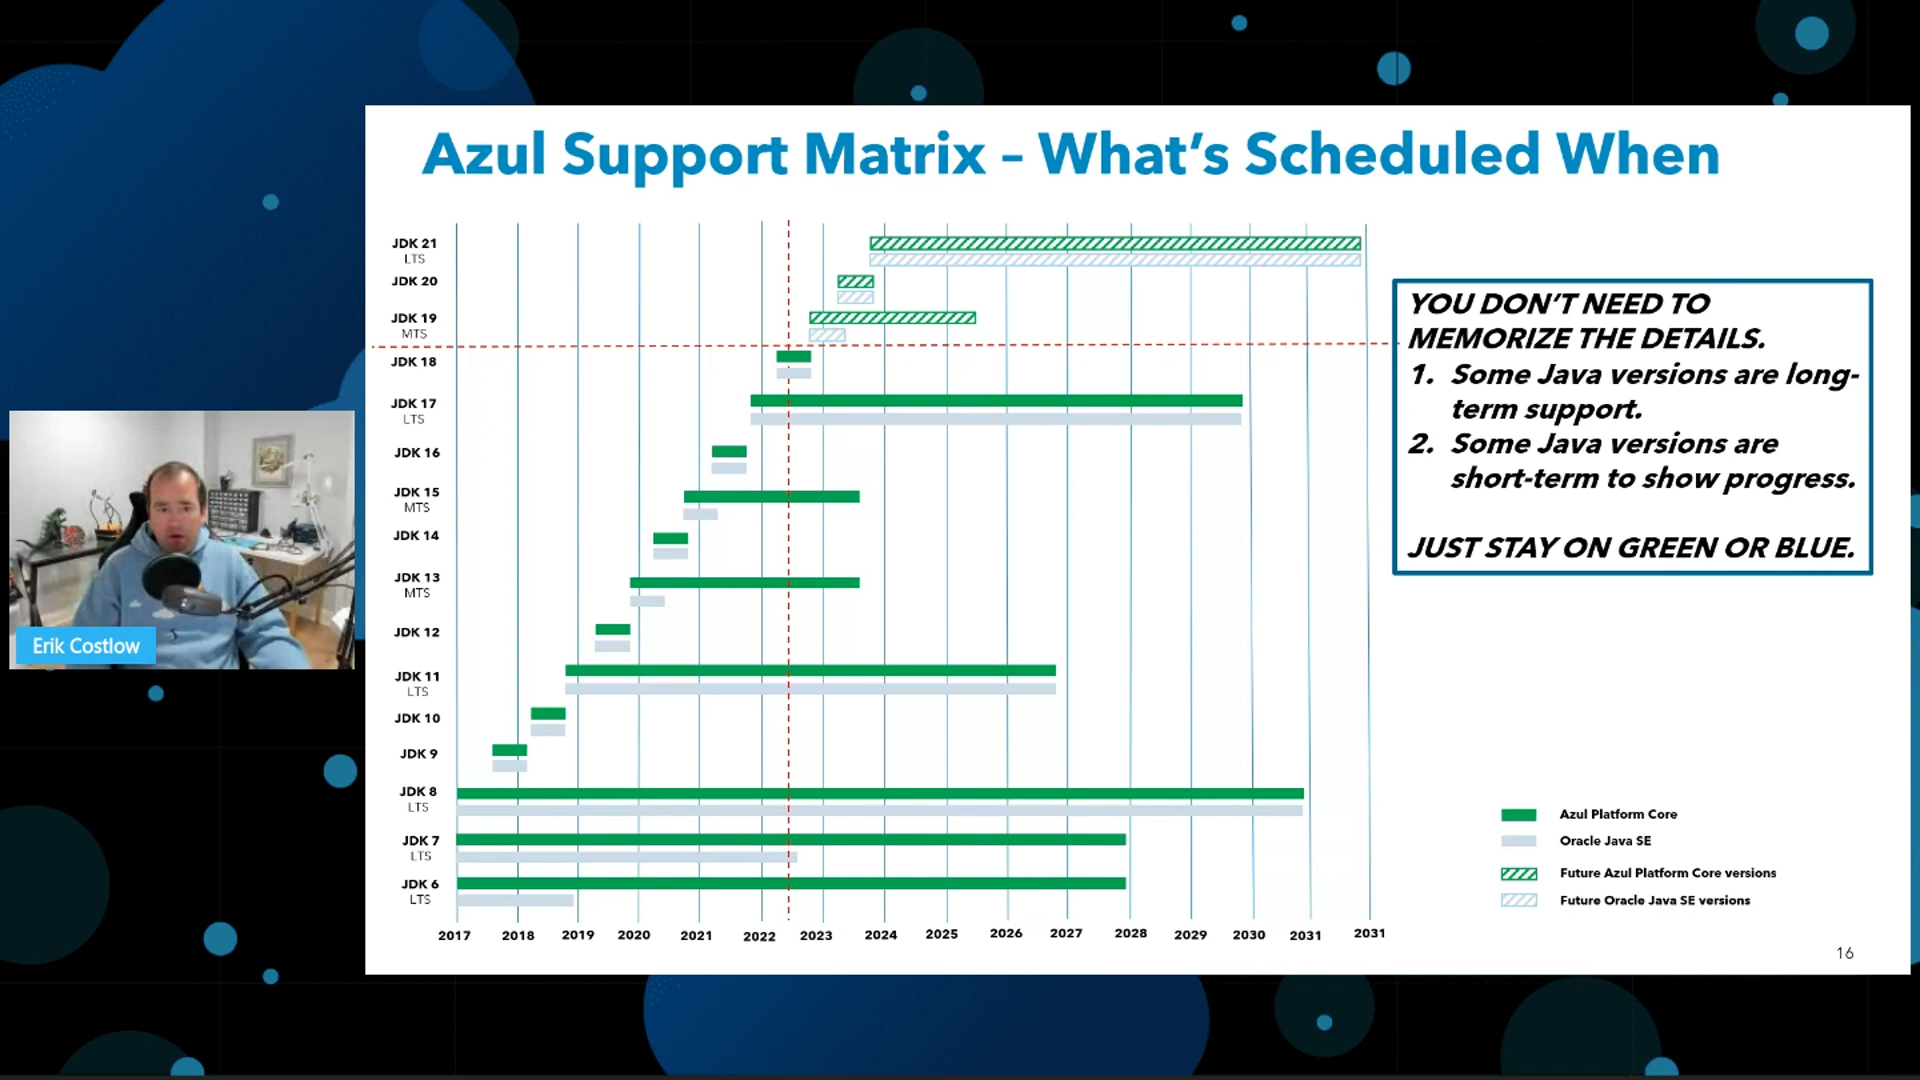 Azul Support Matrix – What's Scheduled When
JDK 21
LTS
JDK 20
JDK 19
MTS
JDK 18
JDK 17
LTS
JDK 16
JDK 15
MTS
JDK 14
JDK 13
MTS
JDK 12
JDK 11
LTS
JDK 10
JDK 9
JDK 8
LTS
JDK 7
LTS
JDK 6
LTS
2017 2018 2019 2020 2021 2022 2023 2024 2025 2026 2027 2028 2029 2030 2031 2031
YOU DON'T NEED TO
MEMORIZE THE DETAILS.
1. Some Java versions are long-
term support.
2. Some Java versions are
short-term to show progress.
JUST STAY ON GREEN OR BLUE.
Azul Platform Core
Oracle Java SE
Future Azul Platform Core versions
Future Oracle Java SE versions
16
Erik Costlow